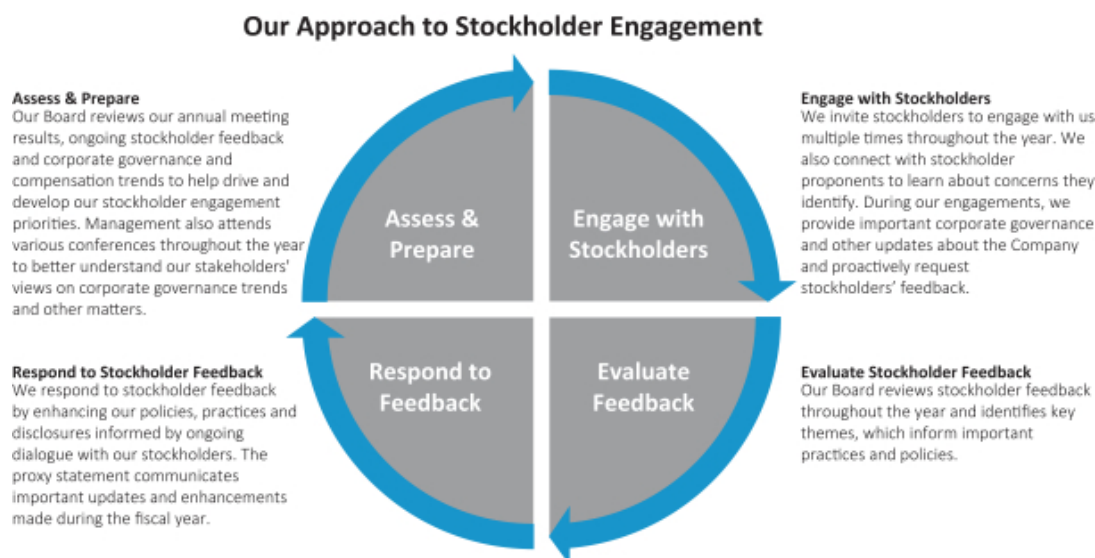 Our Approach to Stockholder Engagement
Assess & Prepare
Our Board reviews our annual meeting
results, ongoing stockholder feedback
and corporate governance and
compensation trends to help drive and
develop our stockholder engagement
priorities. Management also attends
various conferences throughout the year
to better understand our stakeholders'
views on corporate governance trends
and other matters.
Assess &
Prepare
Engage with
Stockholders
Engage with Stockholders
We invite stockholders to engage with us
multiple times throughout the year. We
also connect with stockholder
proponents to learn about concerns they
identify. During our engagements, we
provide important corporate governance
and other updates about the Company
and proactively request
stockholders’ feedback.
Respond to Stockholder Feedback
We respond to stockholder feedback
by enhancing our policies, practices and
disclosures informed by ongoing
dialogue with our stockholders. The
proxy statement communicates
important updates and enhancements
made during the fiscal year.
Respond to
Feedback
Evaluate
Feedback
Evaluate Stockholder Feedback
Our Board reviews stockholder feedback
throughout the year and identifies key
themes, which inform important
practices and policies.